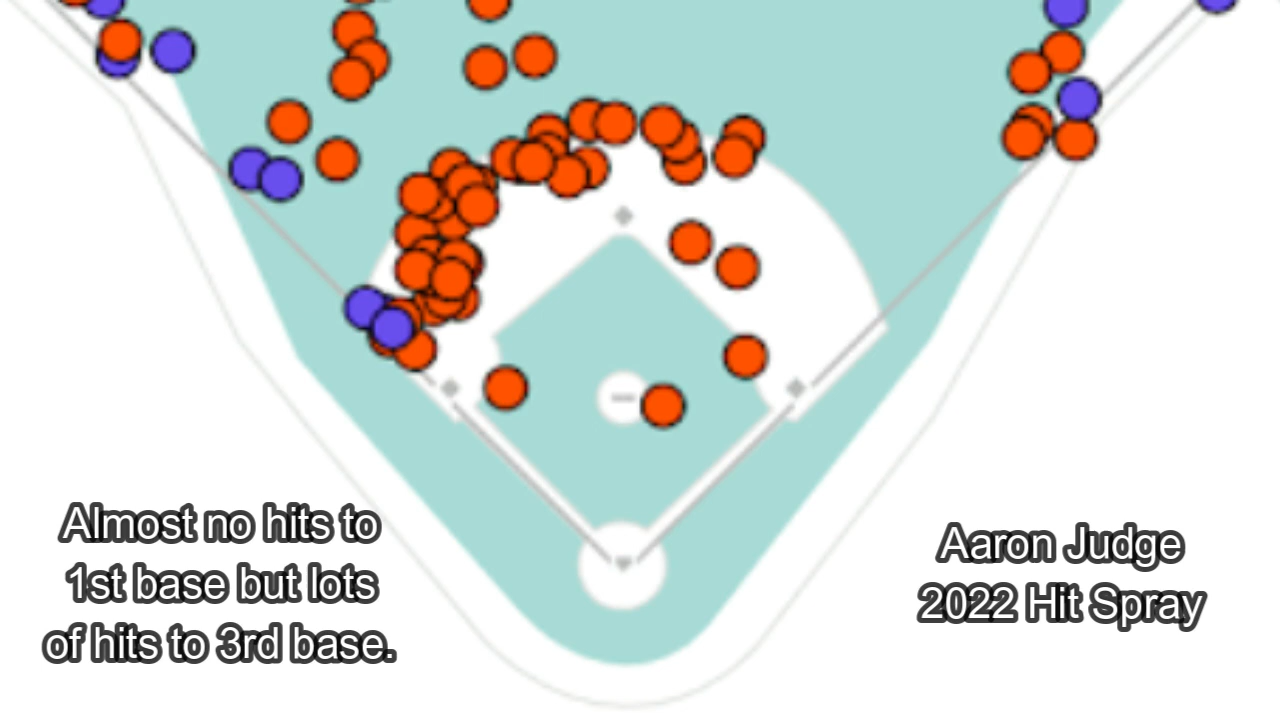 Almost no hits to
1st base but lots
of hits to 3rd base.
Aaron Judge
2022 Hit Spray